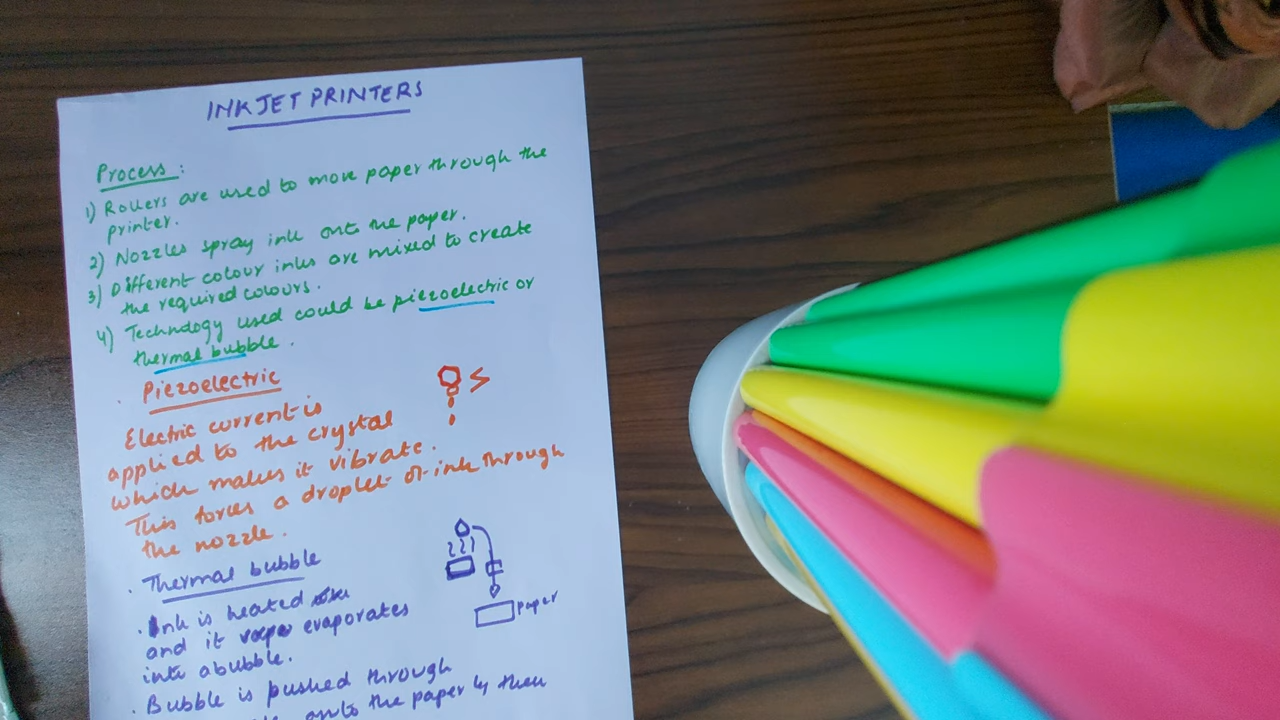 INKJET PRINTERS
Process :
1) Rollers are used to move paper through the
printer.
2) Nozzles spray ink onto the paper.
3) Different colour inks are mixed to create
the required colours.
4) Technology used could be piezoelectric or
thermal bubble.
. Piezoelectric
Electric current is
applied to the crystal
which makes it vibrate.
This forces a droplet of ink through
the nozzle.
. Thermal bubble
. Ink is heated
and it evaporates
into a bubble.
paper
. Bubble is pushed through
onto the paper & then